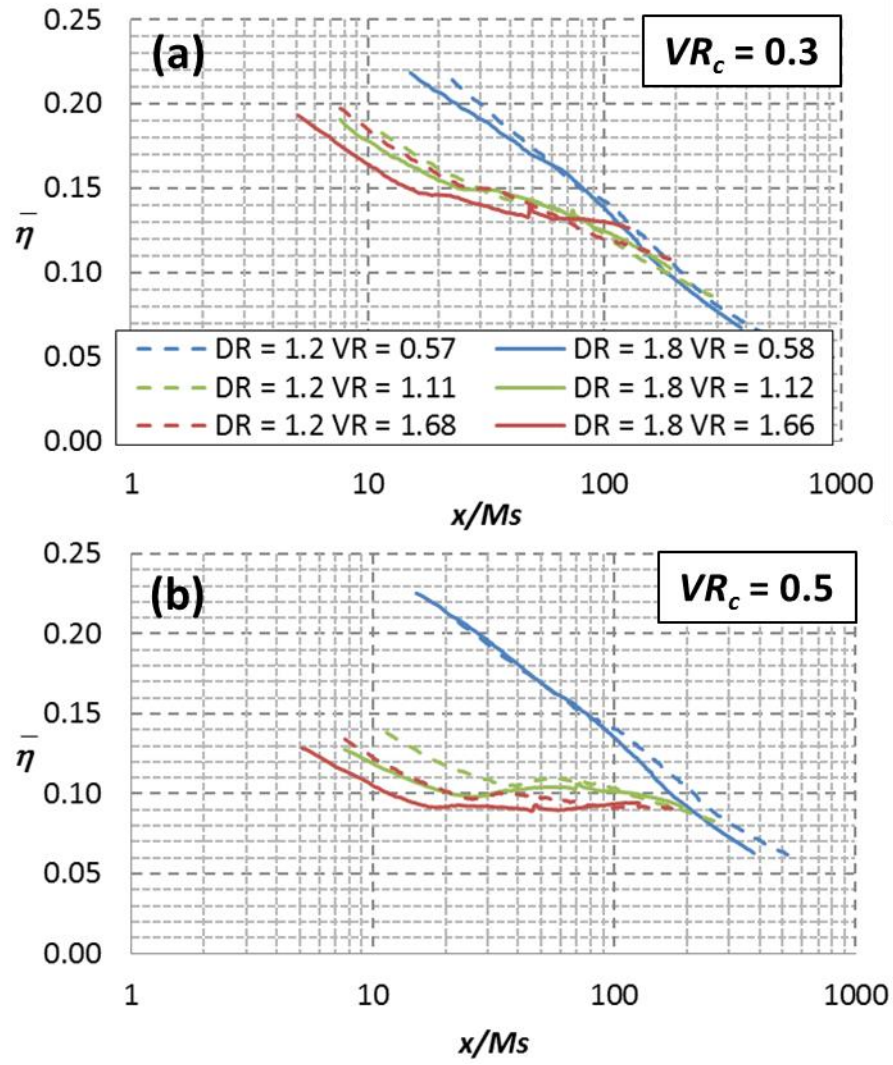 0.25
(a)
VRc = 0.3
0.20
0.15
η̄
0.10
0.05
DR = 1.2 VR = 0.57
DR = 1.8 VR = 0.58
DR = 1.2 VR = 1.11
DR = 1.8 VR = 1.12
DR = 1.2 VR = 1.68
DR = 1.8 VR = 1.66
0.00
1 10 100 1000
x/Ms
0.25
(b)
VRc = 0.5
0.20
0.15
η̄
0.10
0.05
0.00
1 10 100 1000
x/Ms